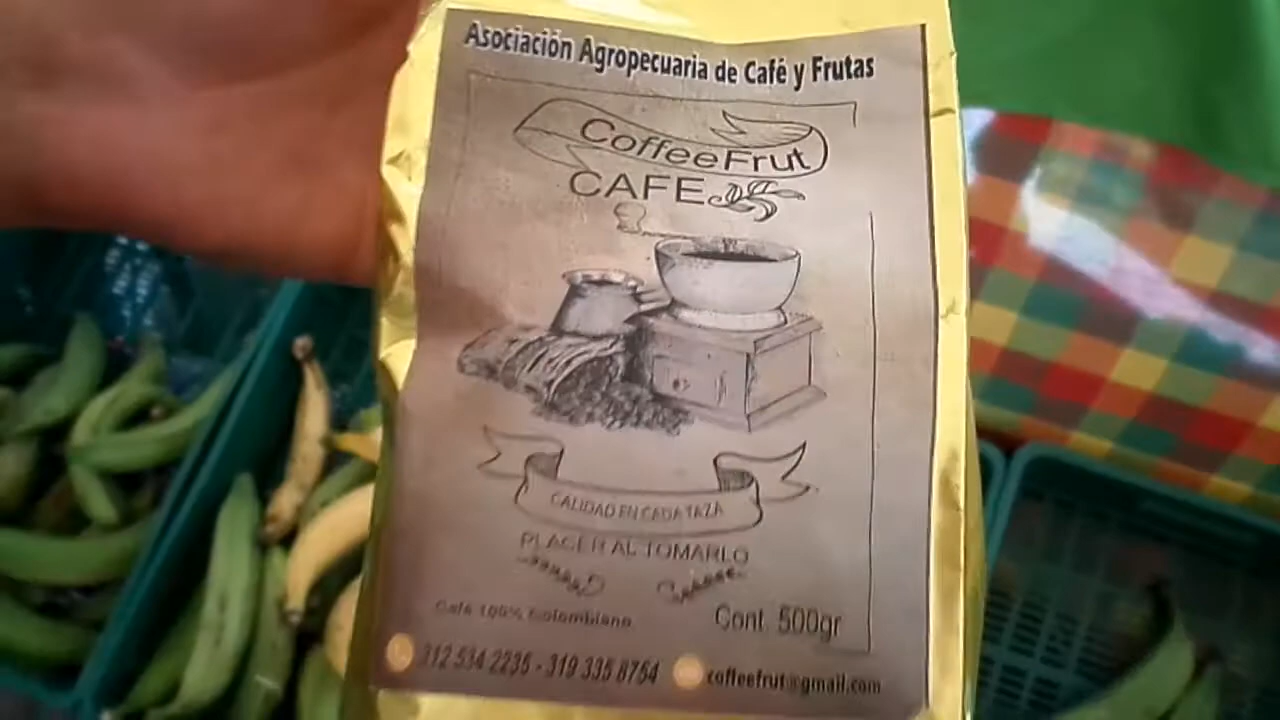 Asociación Agropecuaria de Café y Frutas
CoffeeFrut
CAFE
CALIDAD EN CADA TAZA
PLACER AL TOMARLO
Café 100% Colombiano
Cont. 500gr
312 534 2235 - 319 335 8754
coffeefrut@gmail.com